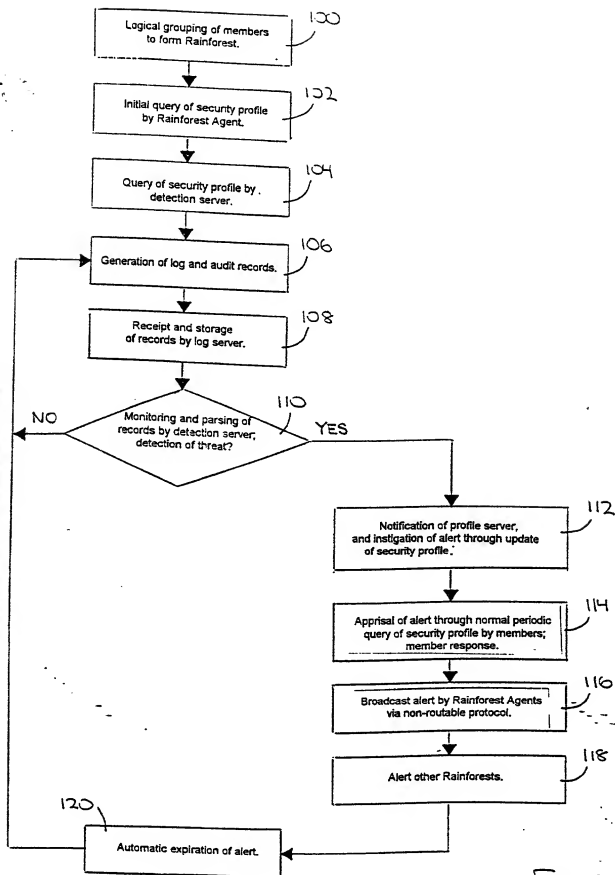 Logical grouping of members
to form Rainforest.
100
Initial query of security profile
by Rainforest Agent.
102
Query of security profile by
detection server.
104
Generation of log and audit records.
106
Receipt and storage
of records by log server.
108
Monitoring and parsing of
records by detection server;
detection of threat?
110
NO
YES
Notification of profile server,
and instigation of alert through update
of security profile.
112
Apprisal of alert through normal periodic
query of security profile by members;
member response.
114
Broadcast alert by Rainforest Agents
via non-routable protocol.
116
Alert other Rainforests.
118
120
Automatic expiration of alert.